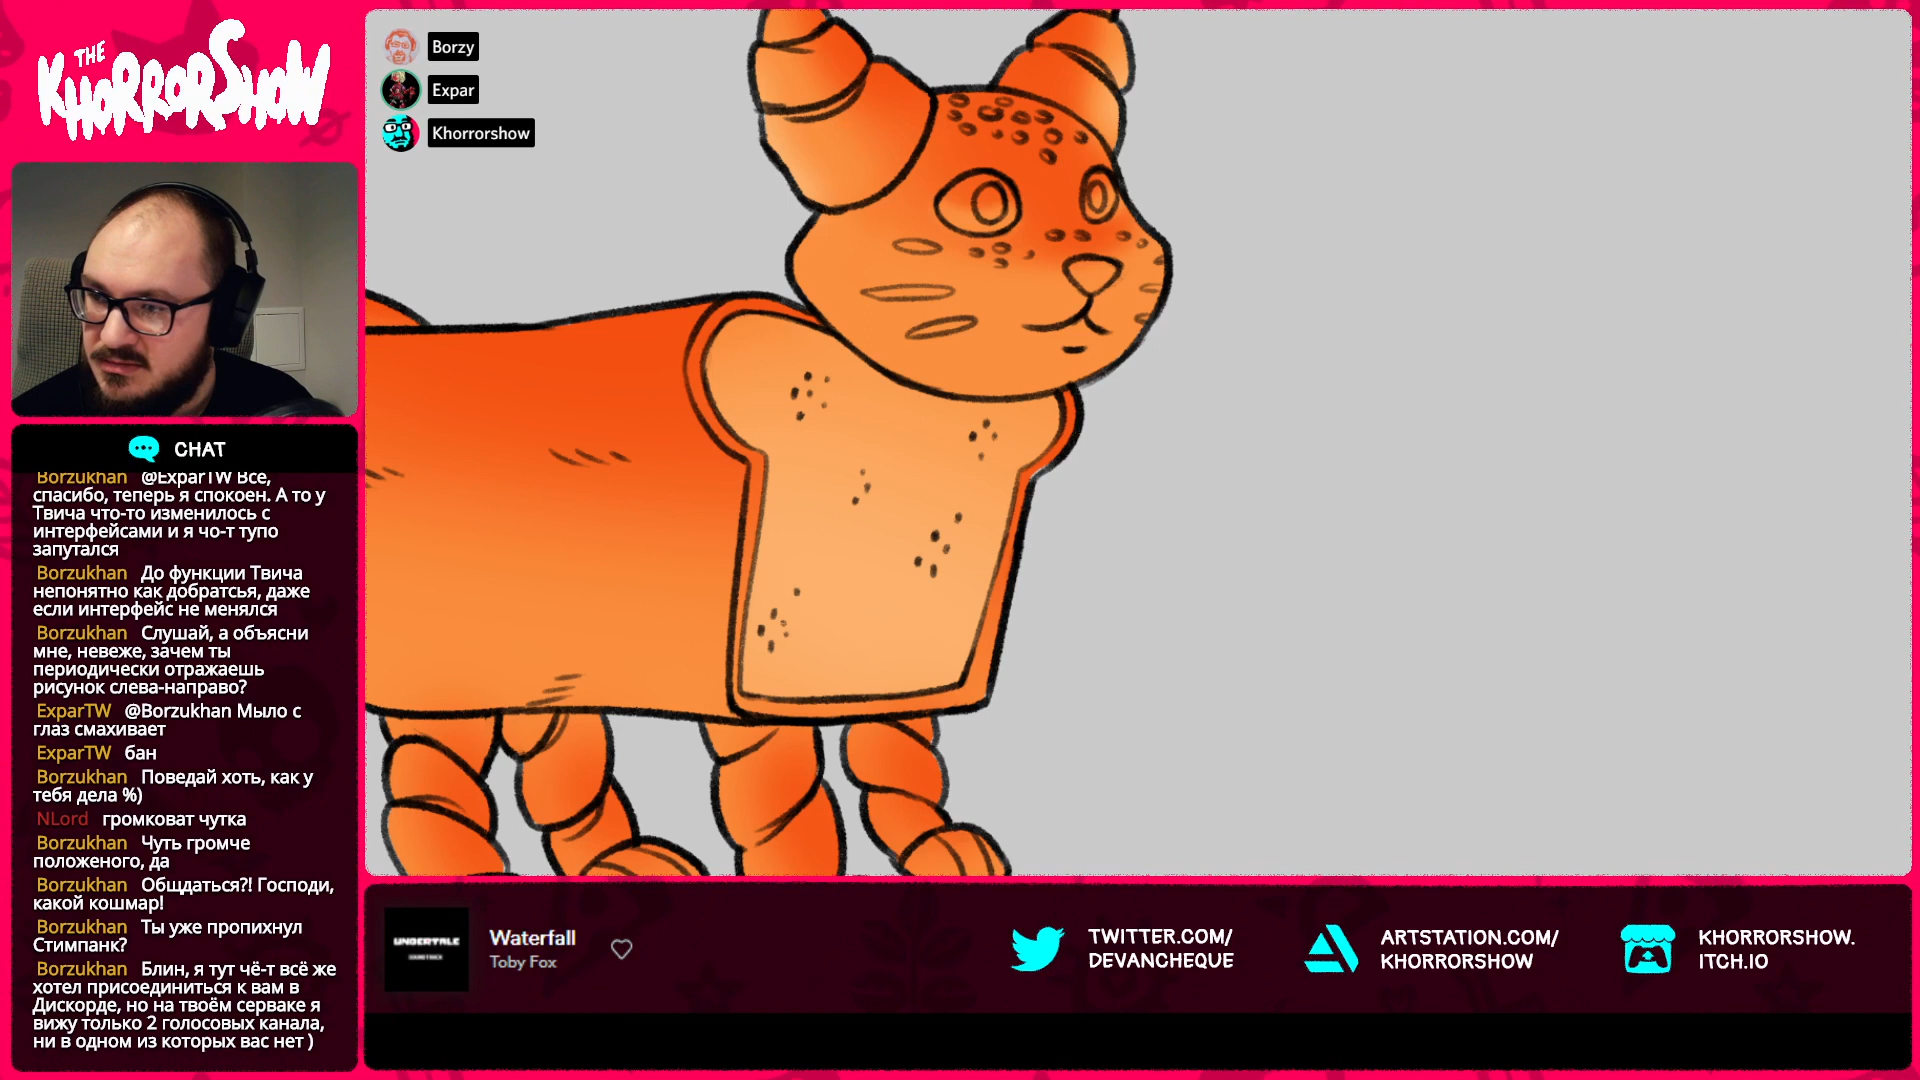 THE
KHORRORSHOW
Borzy
Expar
Khorrorshow
CHAT
Borzukhan @ExparTW Все,
спасибо, теперь я спокоен. А то у
Твича что-то изменилось с
интерфейсами и я чо-т тупо
запутался
Borzukhan До функции Твича
непонятно как добраться, даже
если интерфейс не менялся
Borzukhan Слушай, а объясни
мне, невеже, зачем ты
периодически отражаешь
рисунок слева-направо?
ExparTW @Borzukhan Мыло с
глаз смахивает
ExparTW бан
Borzukhan Поведай хоть, как у
тебя дела %)
NLord громковат чутка
Borzukhan Чуть громче
положеного, да
Borzukhan Общдаться?! Господи,
какой кошмар!
Borzukhan Ты уже пропихнул
Стимпанк?
Borzukhan Блин, я тут чё-т всё же
хотел присоединиться к вам в
Дискорде, но на твоём серваке я
вижу только 2 голосовых канала,
ни в одном из которых вас нет )
UNDERTALE
SOUNDTRACK
Waterfall
Toby Fox
TWITTER.COM/
DEVANCHEQUE
ARTSTATION.COM/
KHORRORSHOW
KHORRORSHOW.
ITCH.IO